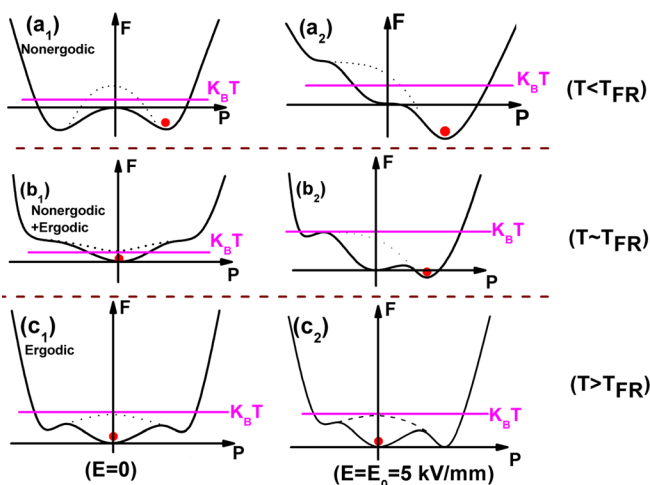 (a1) F (a2) F
Nonergodic
KBT KBT (T<TFR)
P P
(b1) F (b2) F
Nonergodic
+Ergodic
KBT KBT (T~TFR)
P P
(c1) F (c2) F
Ergodic
KBT KBT (T>TFR)
P P
(E=0) (E=E0=5 kV/mm)